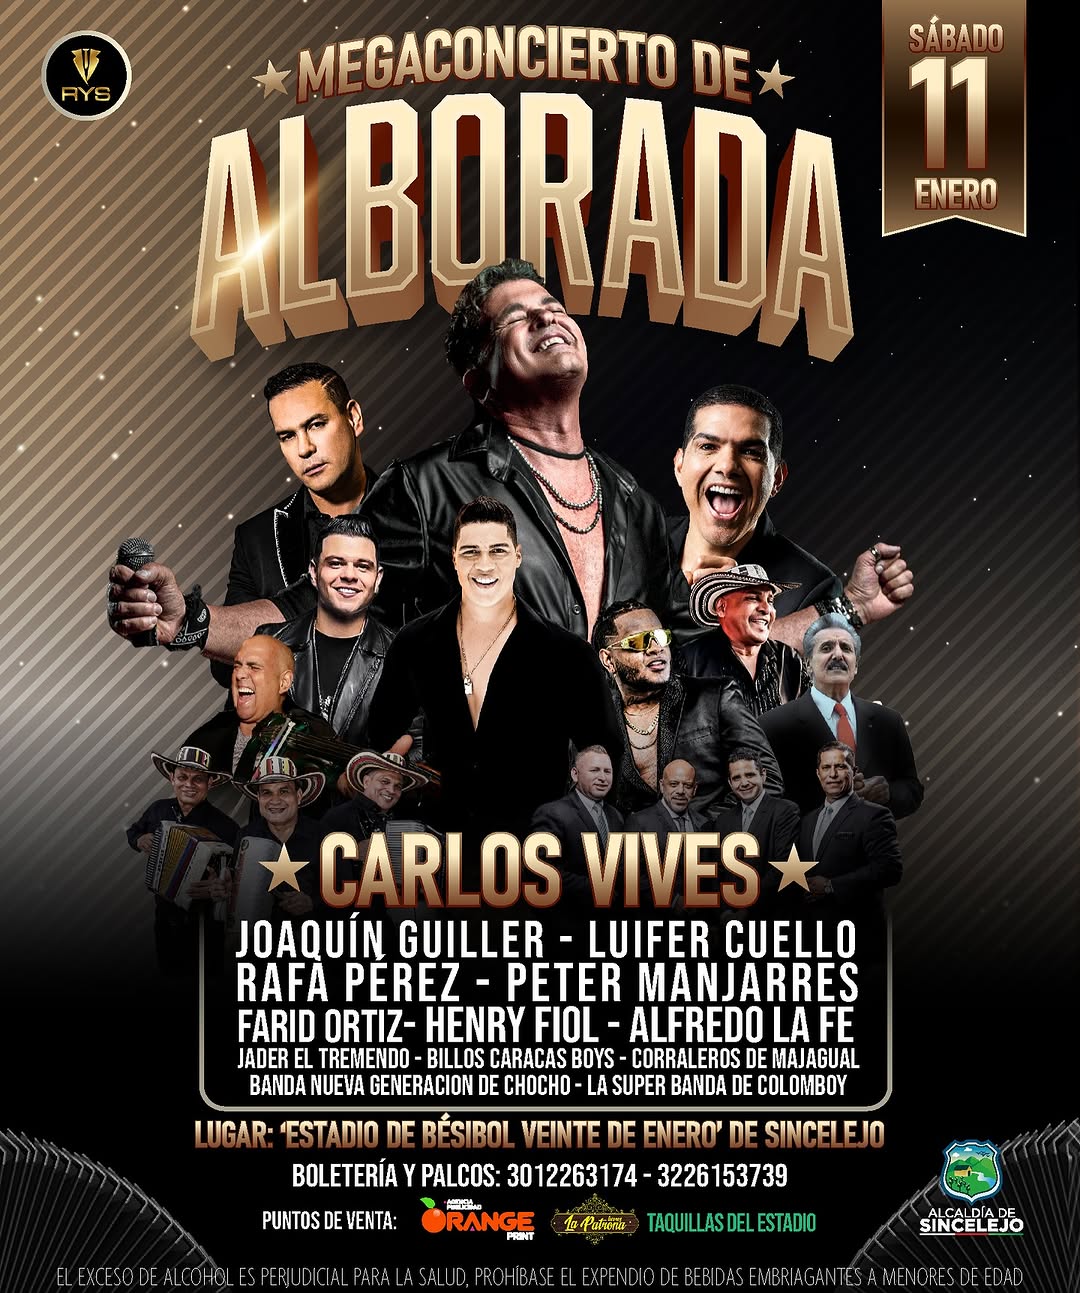 RYS
MEGACONCIERTO DE
ALBORADA
SÁBADO
11
ENERO
CARLOS VIVES
JOAQUÍN GUILLER - LUIFER CUELLO
RAFA PÉREZ - PETER MANJARRES
FARID ORTIZ- HENRY FIOL - ALFREDO LA FE
JADER EL TREMENDO - BILLOS CARACAS BOYS - CORRALEROS DE MAJAGUAL
BANDA NUEVA GENERACION DE CHOCHO - LA SUPER BANDA DE COLOMBOY
LUGAR: 'ESTADIO DE BÉSIBOL VEINTE DE ENERO' DE SINCELEJO
BOLETERÍA Y PALCOS: 3012263174 - 3226153739
PUNTOS DE VENTA:
AGENCIA
PUBLICIDAD
ORANGE
PRINT
La Patrona
TAQUILLAS DEL ESTADIO
ALCALDÍA DE
SINCELEJO
EL EXCESO DE ALCOHOL ES PERJUDICIAL PARA LA SALUD, PROHÍBASE EL EXPENDIO DE BEBIDAS EMBRIAGANTES A MENORES DE EDAD